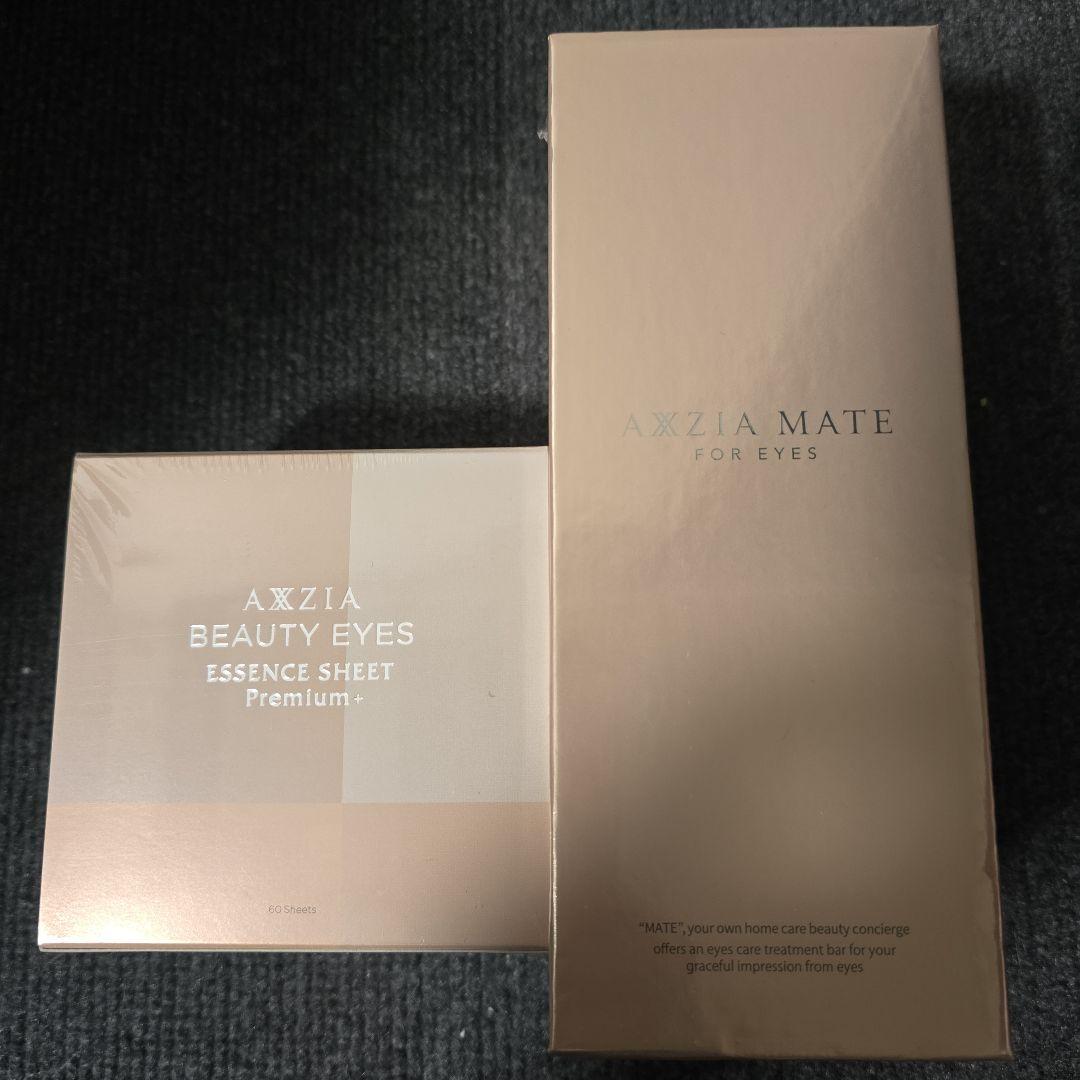 AXXZIA
BEAUTY EYES
ESSENCE SHEET
Premium+
60 Sheets
AXXZIA MATE
FOR EYES
“MATE”, your own home care beauty concierge
offers an eyes care treatment bar for your
graceful impression from eyes